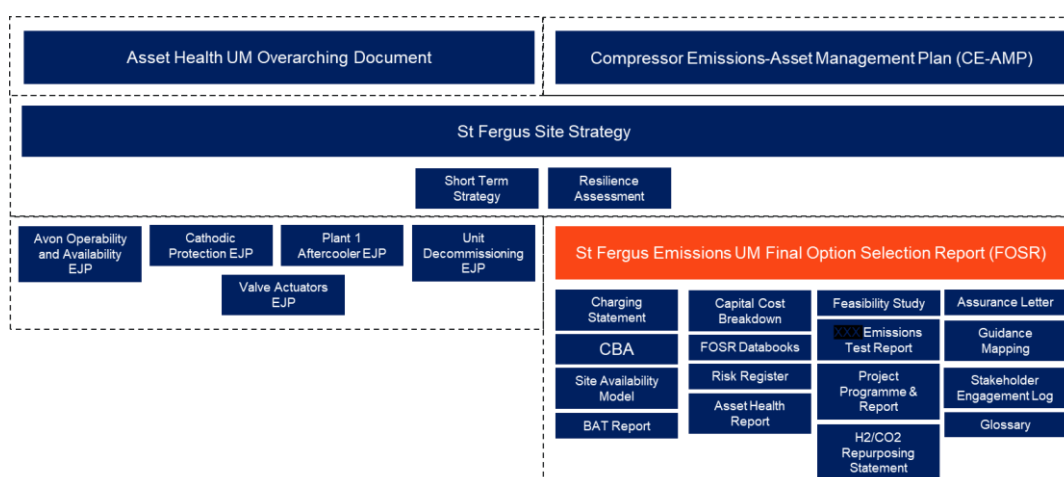 Asset Health UM Overarching Document
Compressor Emissions-Asset Management Plan (CE-AMP)
St Fergus Site Strategy
Short Term
Strategy
Resilience
Assessment
Avon Operability
and Availability
EJP
Cathodic
Protection EJP
Plant 1
Aftercooler EJP
Unit
Decommissioning
EJP
Valve Actuators
EJP
St Fergus Emissions UM Final Option Selection Report (FOSR)
Charging
Statement
CBA
Site Availability
Model
BAT Report
Capital Cost
Breakdown
FOSR Databooks
Risk Register
Asset Health
Report
Feasibility Study
XXX Emissions
Test Report
Project
Programme &
Report
H2/CO2
Repurposing
Statement
Assurance Letter
Guidance
Mapping
Stakeholder
Engagement Log
Glossary